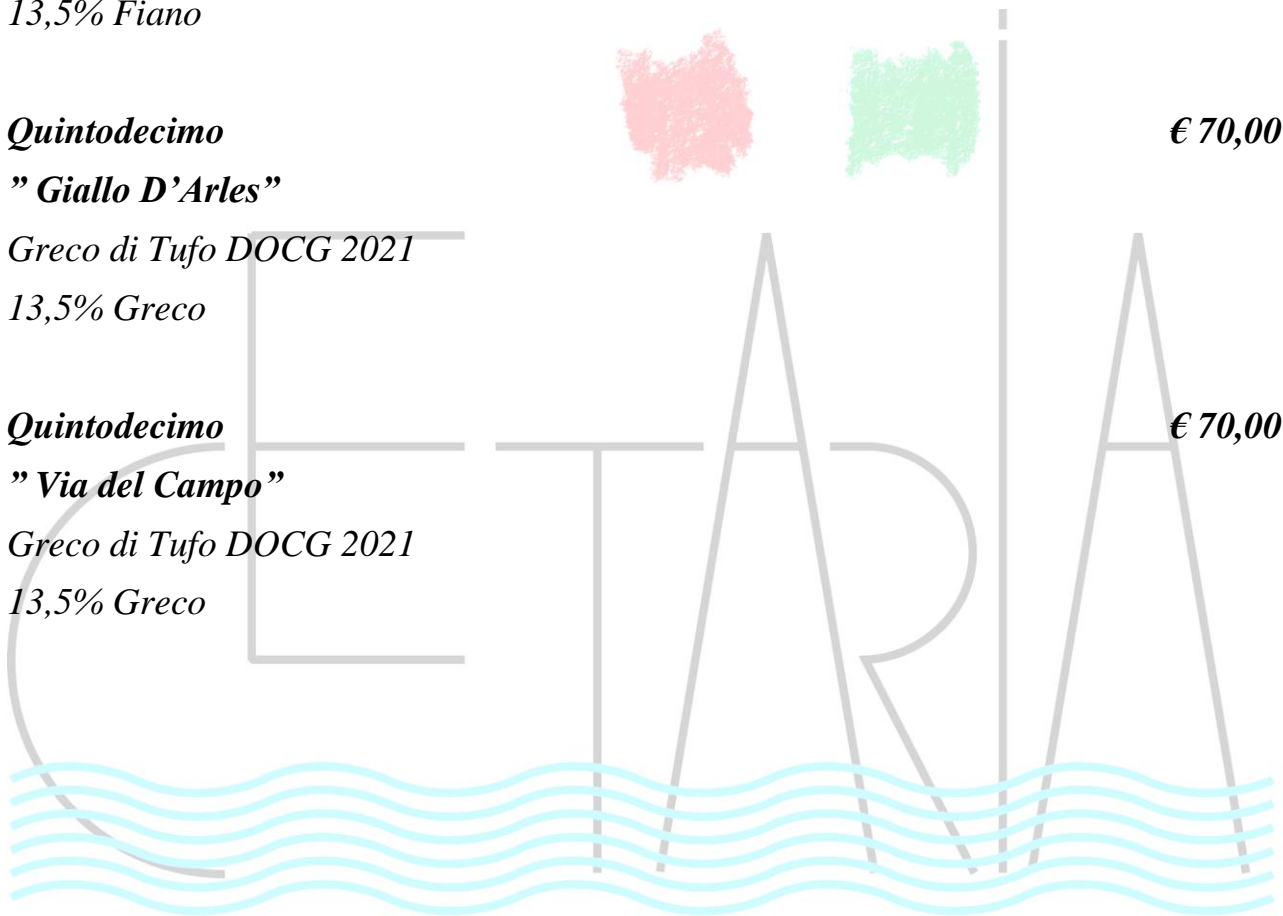 13,5% Fiano
Quintodecimo € 70,00
” Giallo D’Arles”
Greco di Tufo DOCG 2021
13,5% Greco
Quintodecimo € 70,00
” Via del Campo”
Greco di Tufo DOCG 2021
13,5% Greco
CETARIA